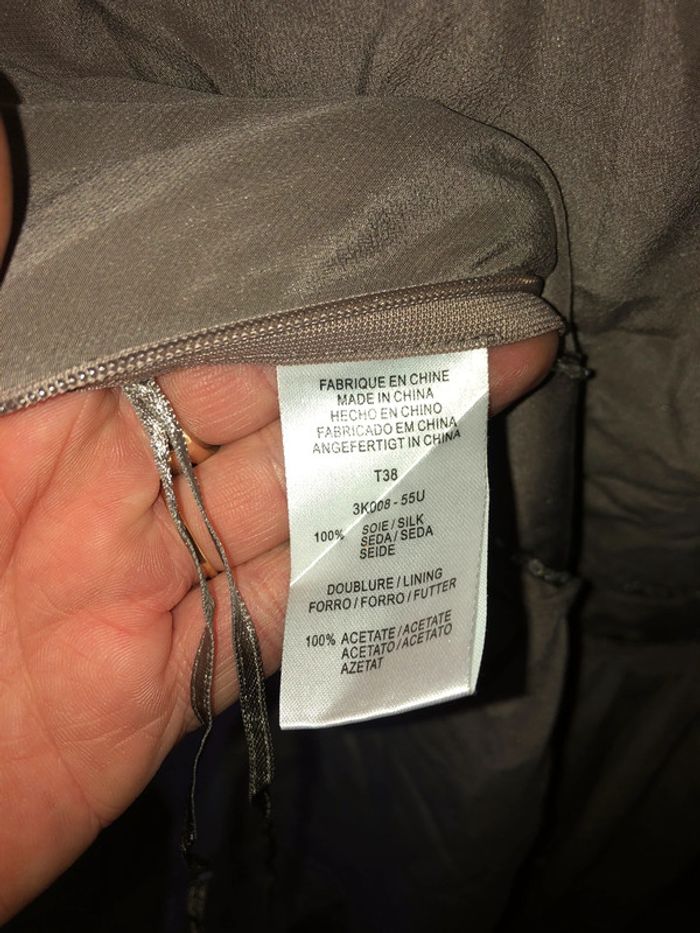 FABRIQUE EN CHINE
MADE IN CHINA
HECHO EN CHINO
FABRICADO EM CHINA
ANGEFERTIGT IN CHINA
T38
3K008 - 55U
100% SOIE / SILK
SEDA / SEDA
SEIDE
DOUBLURE / LINING
FORRO / FORRO / FUTTER
100% ACETATE / ACETATE
ACETATO / ACETATO
AZETAT